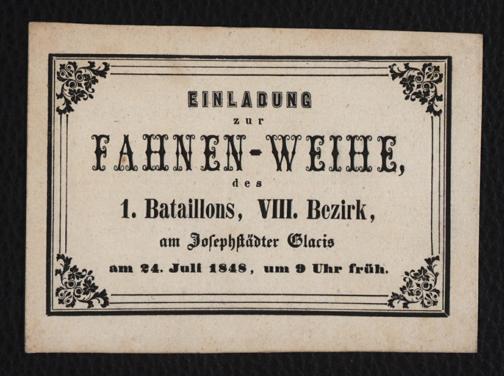 EINLADUNG
zur
FAHNEN-WEIHE,
des
1. Bataillons, VIII. Bezirk,
am Joſephſtädter Glacis
am 24. Juli 1848, um 9 Uhr früh.